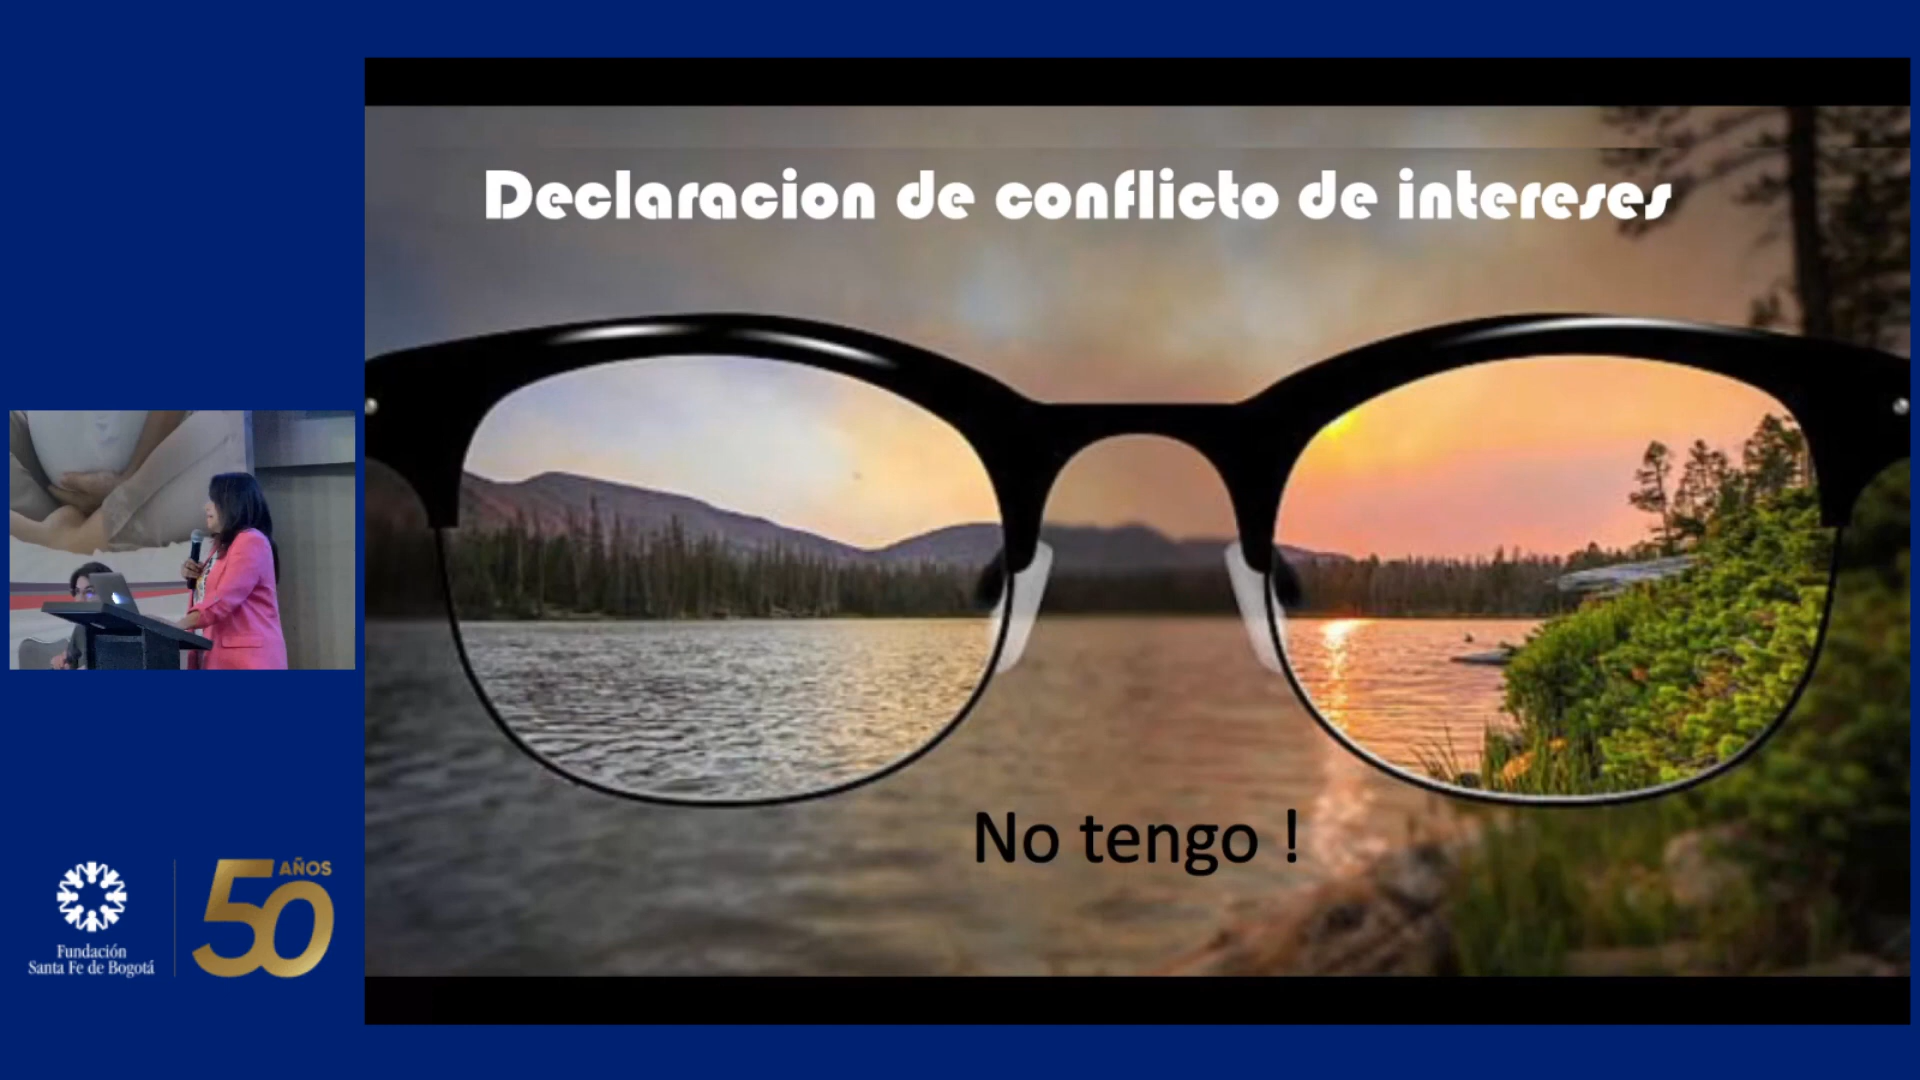 Declaracion de conflicto de intereses
No tengo !
Fundación
Santa Fe de Bogotá
50
AÑOS